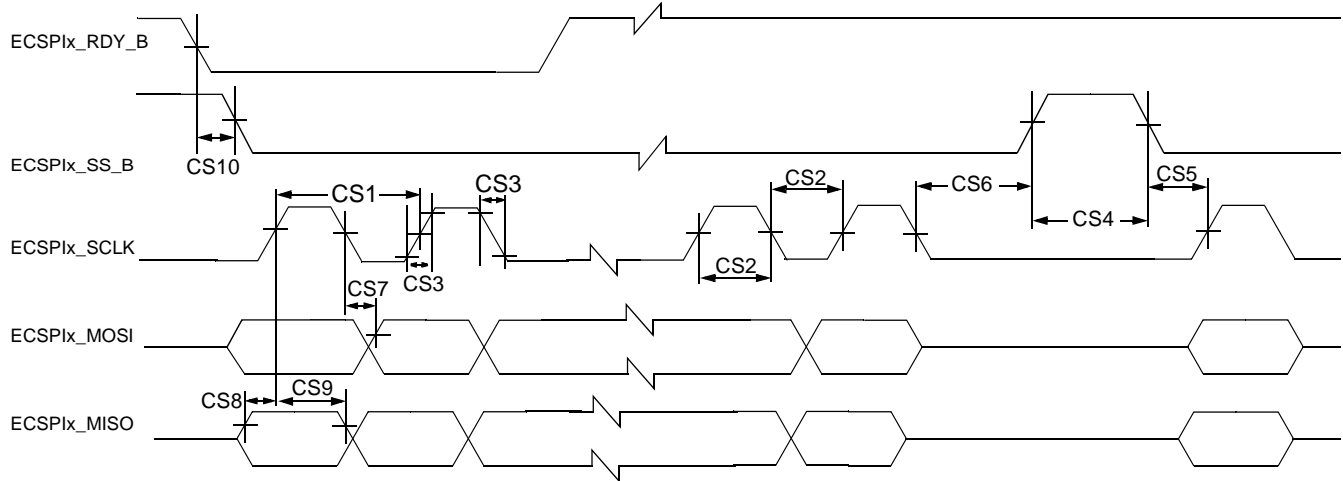 ECSPIx_RDY_B
CS10
ECSPIx_SS_B
CS1
CS3
CS2
CS6
CS5
CS4
ECSPIx_SCLK
CS3
CS2
CS7
ECSPIx_MOSI
CS8
CS9
ECSPIx_MISO